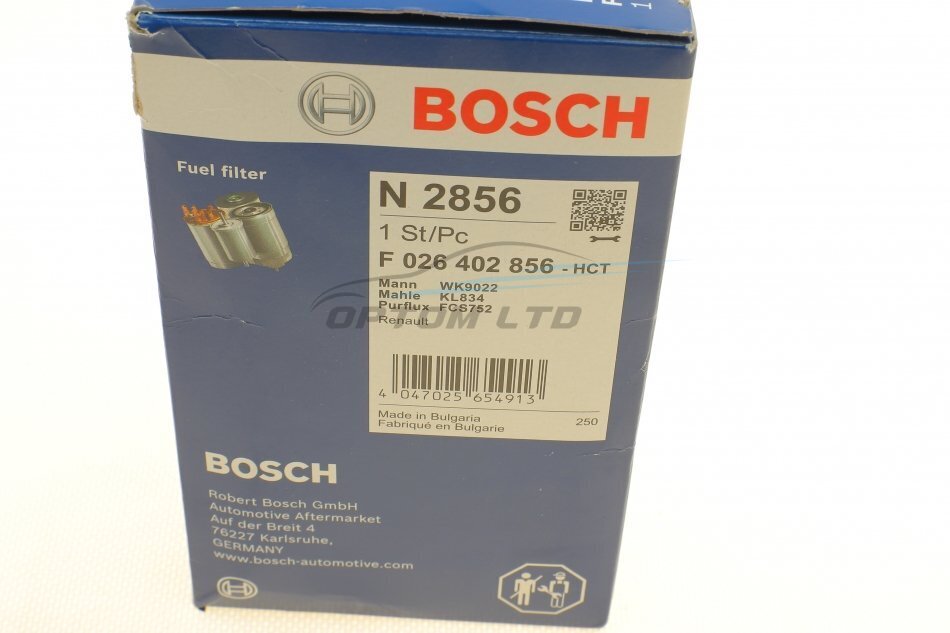 BOSCH
Fuel filter
N 2856
1 St/Pc
F 026 402 856 - HCT
Mann WK9022
Mahle KL834
Purflux FCS752
Renault
OPTOM LTD
4 047025 654913
Made in Bulgaria
Fabriqué en Bulgarie
250
BOSCH
Robert Bosch GmbH
Automotive Aftermarket
Auf der Breit 4
76227 Karlsruhe,
GERMANY
www.bosch-automotive.com